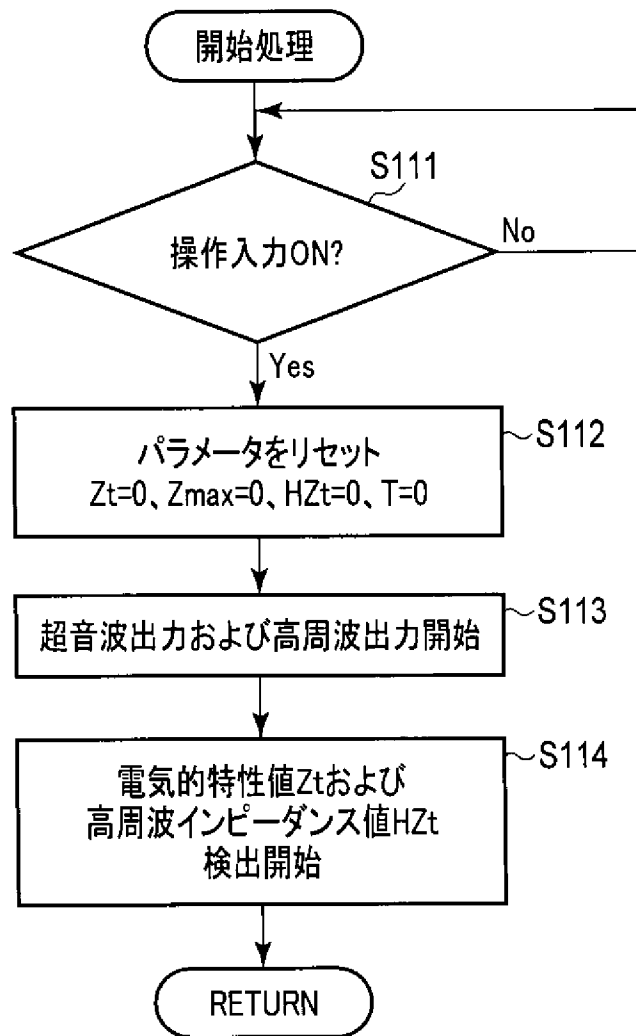 開始処理
S111
操作入力ON?
No
Yes
S112
パラメータをリセット
Zt=0、Zmax=0、HZt=0、T=0
S113
超音波出力および高周波出力開始
S114
電気的特性値Ztおよび
高周波インピーダンス値HZt
検出開始
RETURN